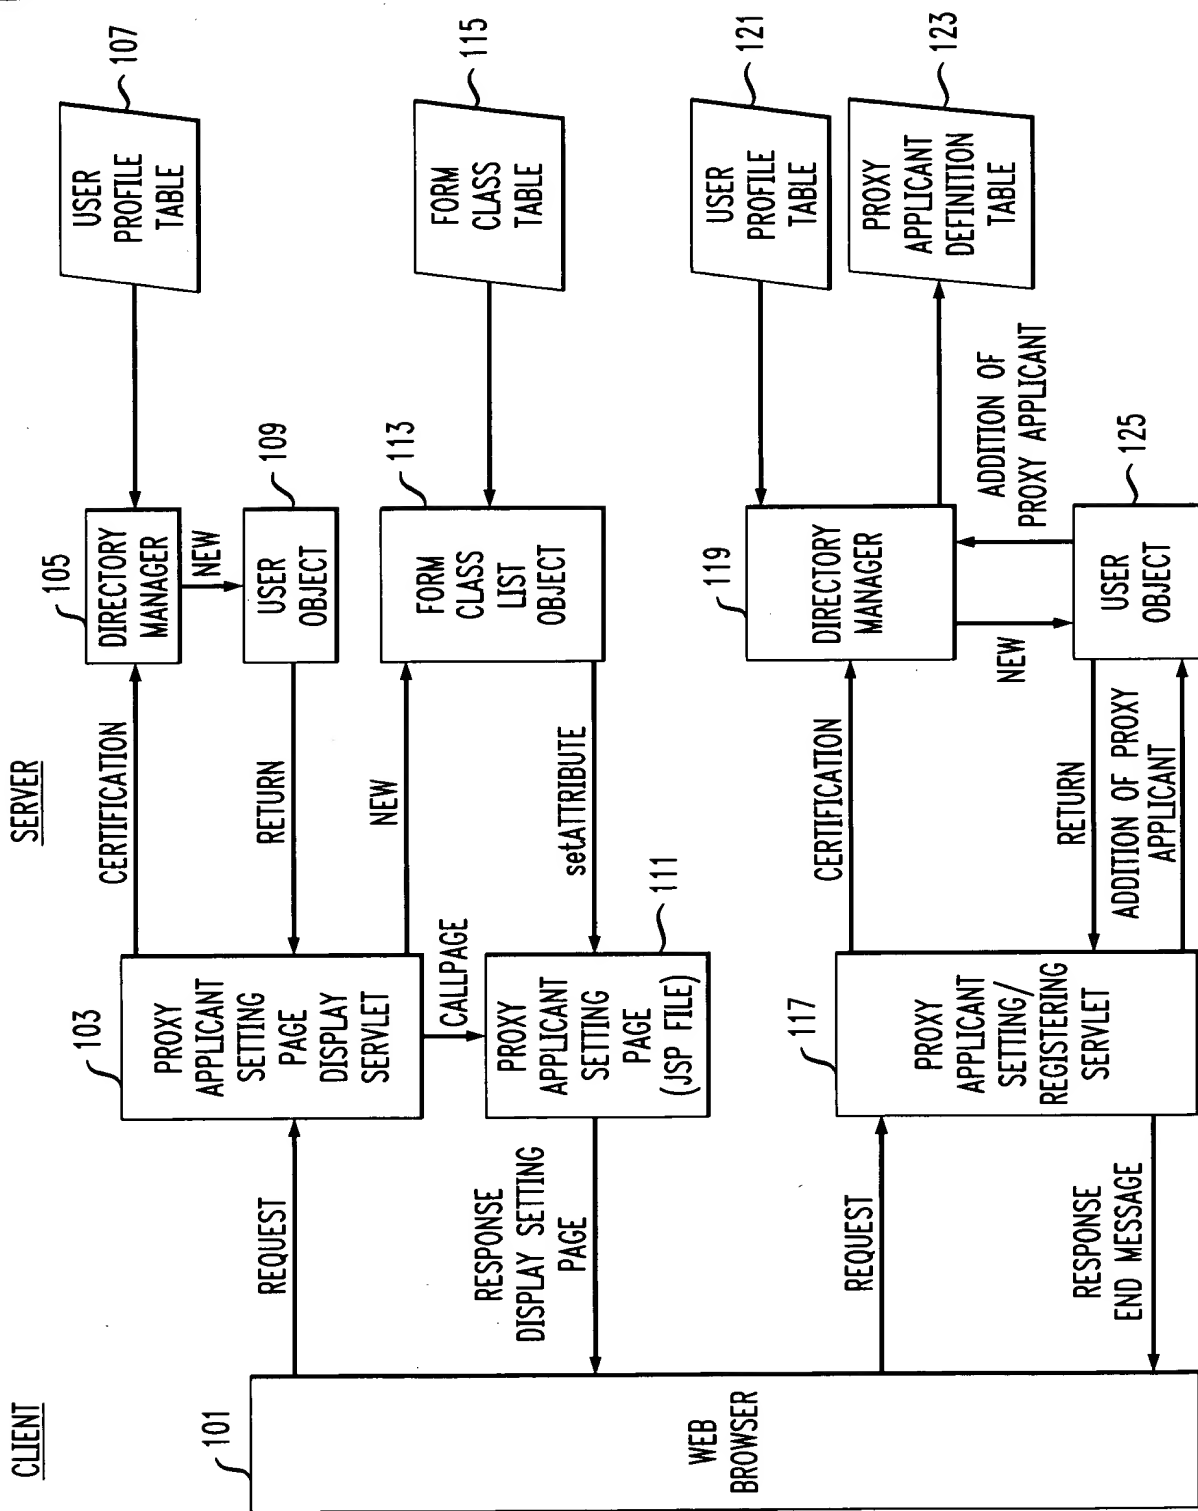 CLIENT
SERVER
101
WEB
BROWSER
REQUEST
103
PROXY
APPLICANT
SETTING
PAGE
DISPLAY
SERVLET
CERTIFICATION
105
DIRECTORY
MANAGER
107
USER
PROFILE
TABLE
NEW
109
USER
OBJECT
RETURN
NEW
113
FORM
CLASS
LIST
OBJECT
115
FORM
CLASS
TABLE
CALLPAGE
setATTRIBUTE
111
PROXY
APPLICANT
SETTING
PAGE
(JSP FILE)
RESPONSE
DISPLAY SETTING
PAGE
REQUEST
117
PROXY
APPLICANT
SETTING/
REGISTERING
SERVLET
CERTIFICATION
119
DIRECTORY
MANAGER
121
USER
PROFILE
TABLE
123
PROXY
APPLICANT
DEFINITION
TABLE
NEW
ADDITION OF
PROXY APPLICANT
125
USER
OBJECT
RETURN
ADDITION OF PROXY
APPLICANT
RESPONSE
END MESSAGE